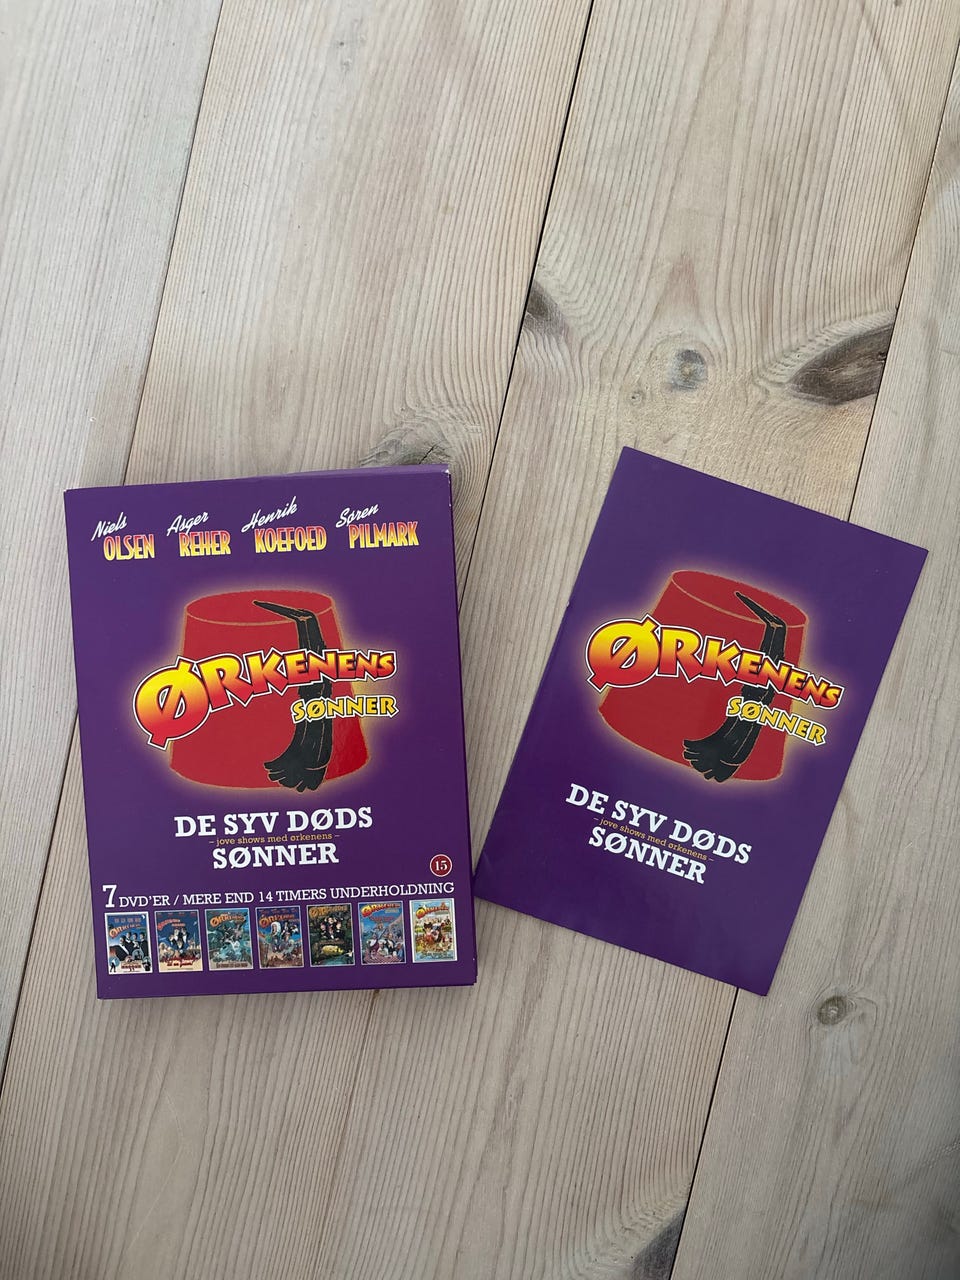 Niels OLSEN
Asger REHER
Henrik KOEFOED
Søren PILMARK
ØRKENENS
SØNNER
DE SYV DØDS
- jove shows med ørkenens -
SØNNER
15
7 DVD'ER / MERE END 14 TIMERS UNDERHOLDNING
ØRKENENS
SØNNER
DE SYV DØDS
- jove shows med ørkenens -
SØNNER